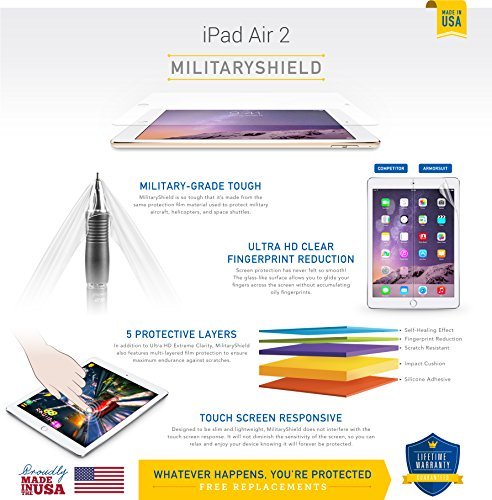 MADE IN
USA
iPad Air 2
MILITARYSHIELD
MILITARY-GRADE TOUGH
MilitaryShield is so tough that it's made from the
same protection film material used to protect military
aircraft, helicopters, and space shuttles.
COMPETITOR
ARMORSUIT
ULTRA HD CLEAR
FINGERPRINT REDUCTION
Screen protection has never felt so smooth!
The glass-like surface allows you to glide your
fingers across the screen without accumulating
oily fingerprints.
5 PROTECTIVE LAYERS
In addition to Ultra HD Extreme Clarity, MilitaryShield
also features multi-layered film protection to ensure
maximum endurance against scratches.
Self-Healing Effect
Fingerprint Reduction
Scratch Resistant
Impact Cushion
Silicone Adhesive
TOUCH SCREEN RESPONSIVE
Designed to be slim and lightweight, MilitaryShield does not interfere with the
touch-screen response. It will not diminish the sensitivity of the screen, so you can
relax and enjoy your device knowing it will forever be protected.
Proudly
MADE
IN THE USA
WHATEVER HAPPENS, YOU'RE PROTECTED
FREE REPLACEMENTS
LIFETIME
WARRANTY
GUARANTEED